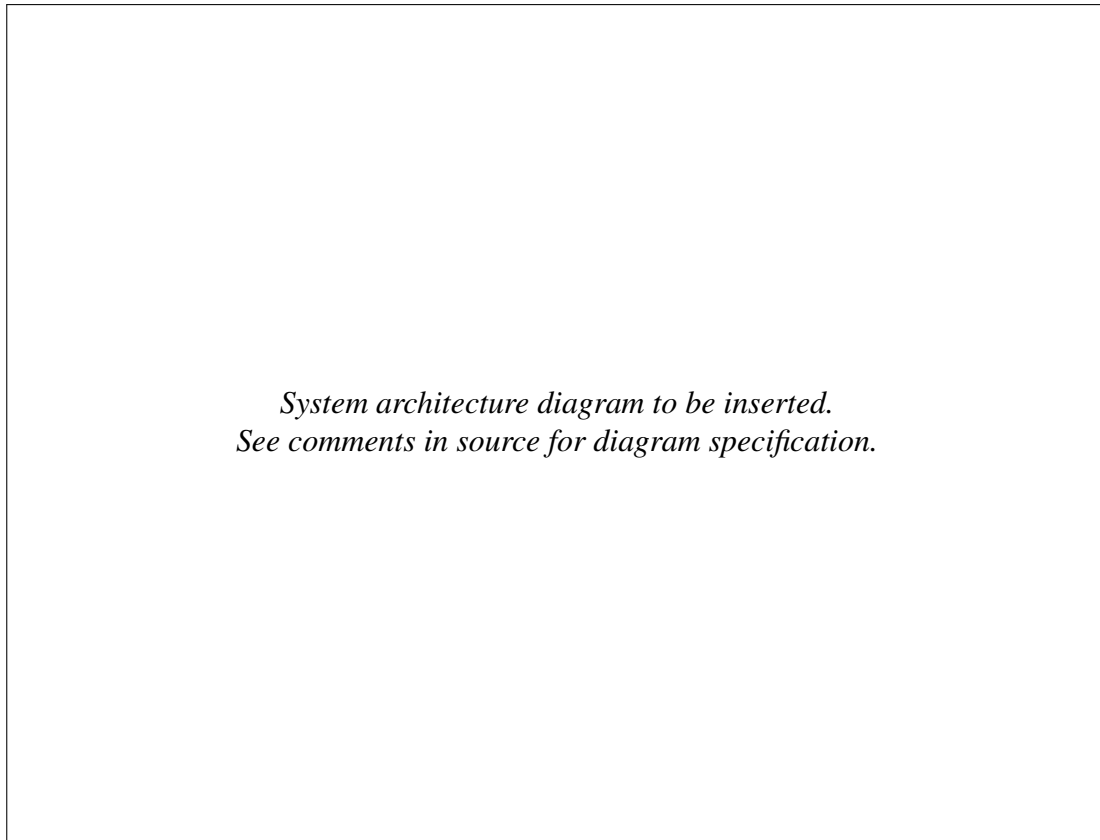 System architecture diagram to be inserted.
See comments in source for diagram specification.